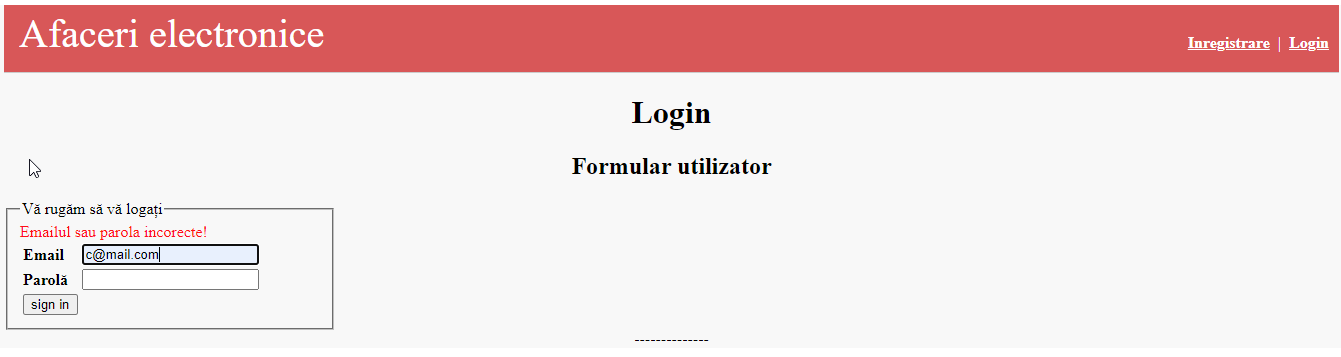 Afaceri electronice
Inregistrare | Login
Login
Formular utilizator
Vă rugăm să vă logați
Emailul sau parola incorecte!
Email c@mail.com
Parolă
sign in
--------------